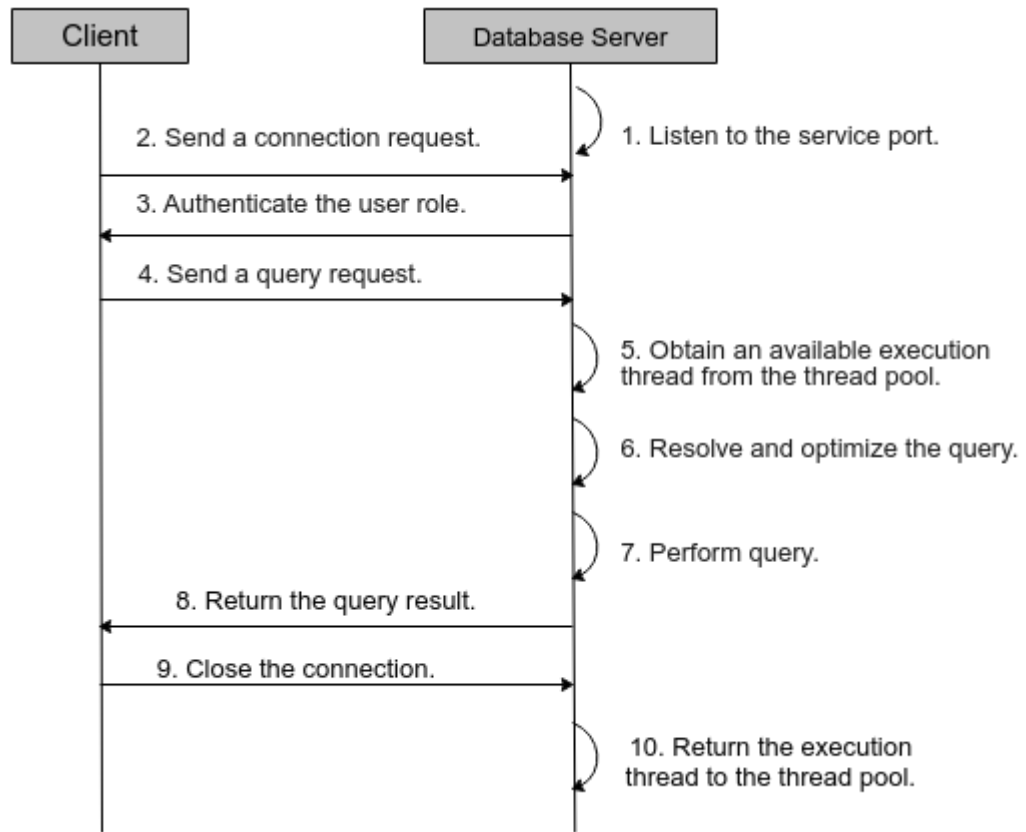 Client
Database Server
1. Listen to the service port.
2. Send a connection request.
3. Authenticate the user role.
4. Send a query request.
5. Obtain an available execution
thread from the thread pool.
6. Resolve and optimize the query.
7. Perform query.
8. Return the query result.
9. Close the connection.
10. Return the execution
thread to the thread pool.